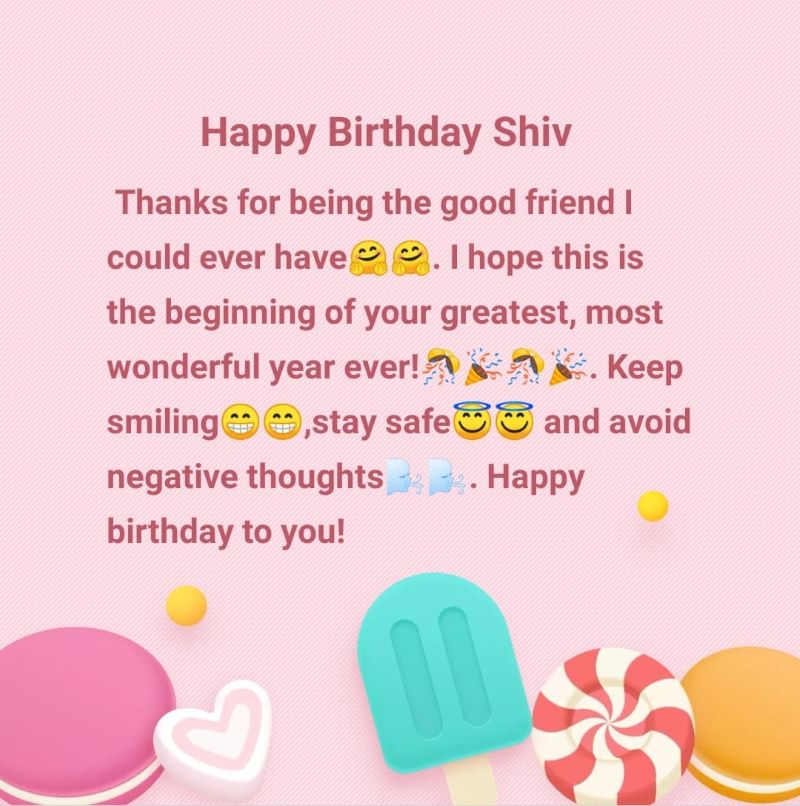 Happy Birthday Shiv
Thanks for being the good friend I
could ever have🤗🤗. I hope this is
the beginning of your greatest, most
wonderful year ever!🎊🎉🎊🎉. Keep
smiling😁😁,stay safe😇😇 and avoid
negative thoughts🌬️🌬️. Happy
birthday to you!